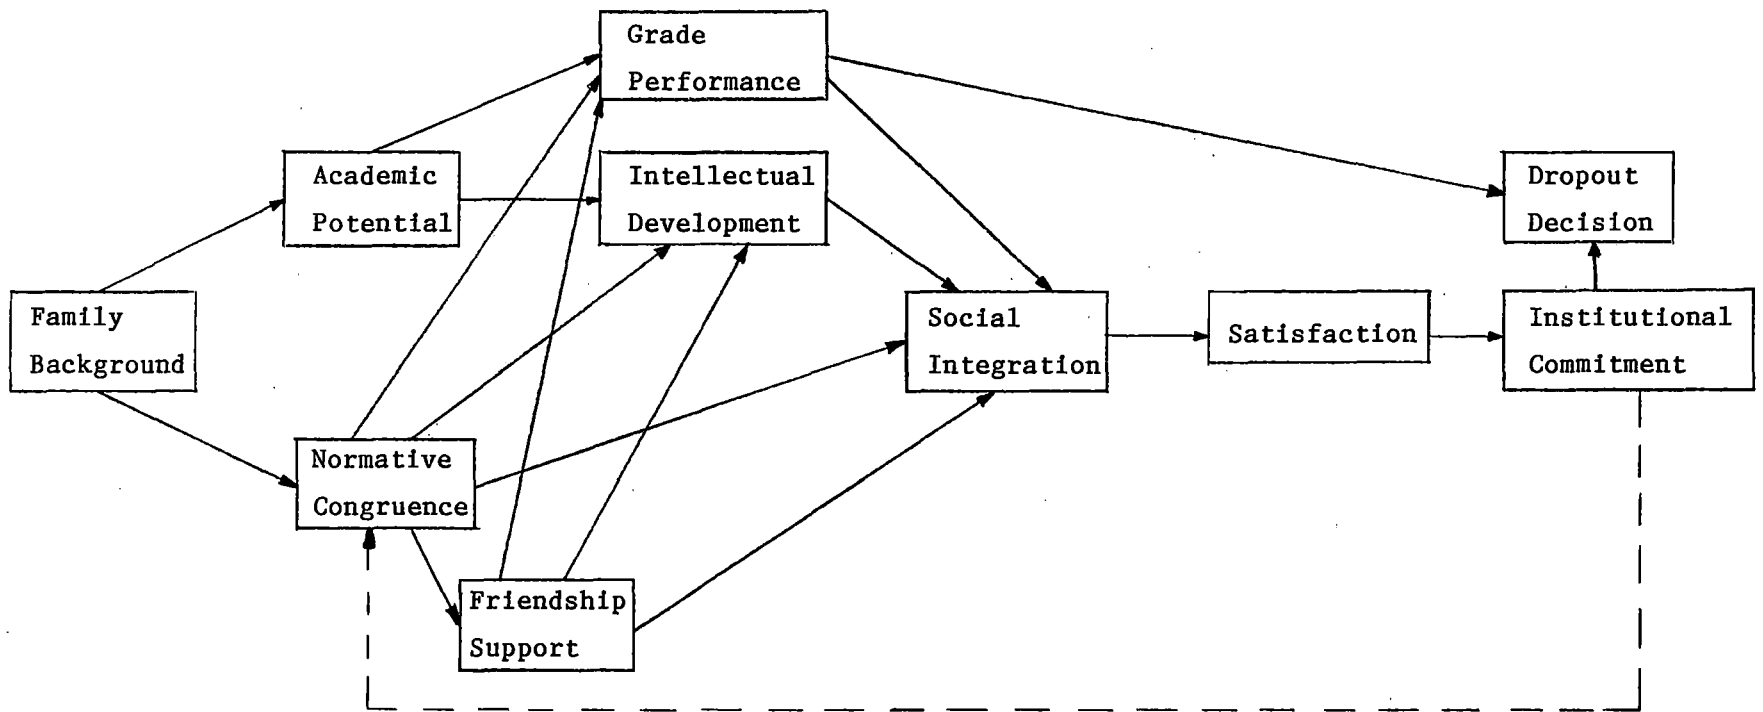 Grade
Performance
Academic
Potential
Intellectual
Development
Dropout
Decision
Family
Background
Social
Integration
Satisfaction
Institutional
Commitment
Normative
Congruence
Friendship
Support